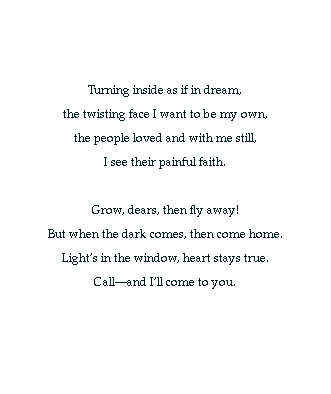 Turning inside as if in dream,
the twisting face I want to be my own,
the people loved and with me still,
I see their painful faith.
Grow, dears, then fly away!
But when the dark comes, then come home.
Light's in the window, heart stays true.
Call—and I'll come to you.